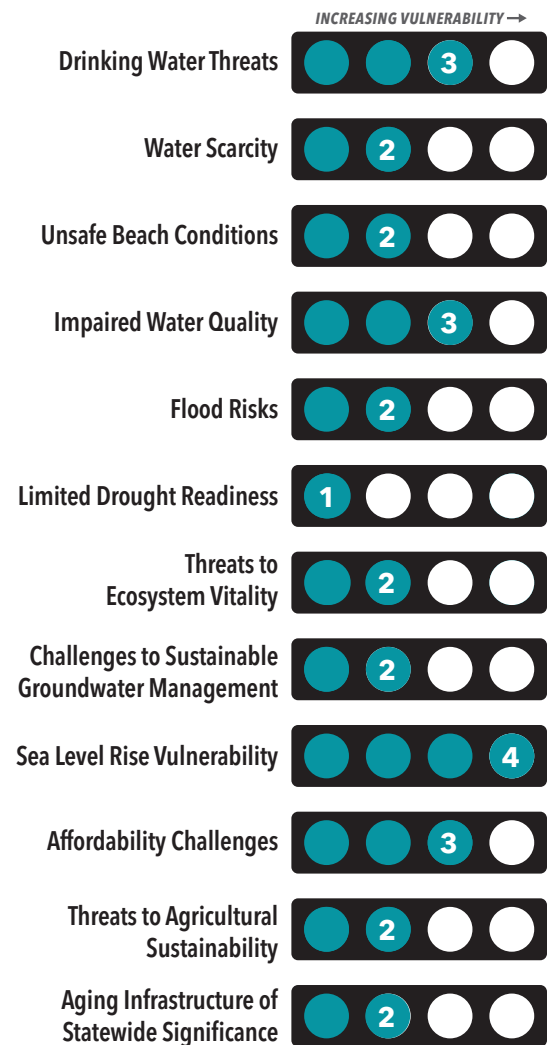 INCREASING VULNERABILITY →
Drinking Water Threats
3
Water Scarcity
2
Unsafe Beach Conditions
2
Impaired Water Quality
3
Flood Risks
2
Limited Drought Readiness
1
Threats to
Ecosystem Vitality
2
Challenges to Sustainable
Groundwater Management
2
Sea Level Rise Vulnerability
4
Affordability Challenges
3
Threats to Agricultural
Sustainability
2
Aging Infrastructure of
Statewide Significance
2